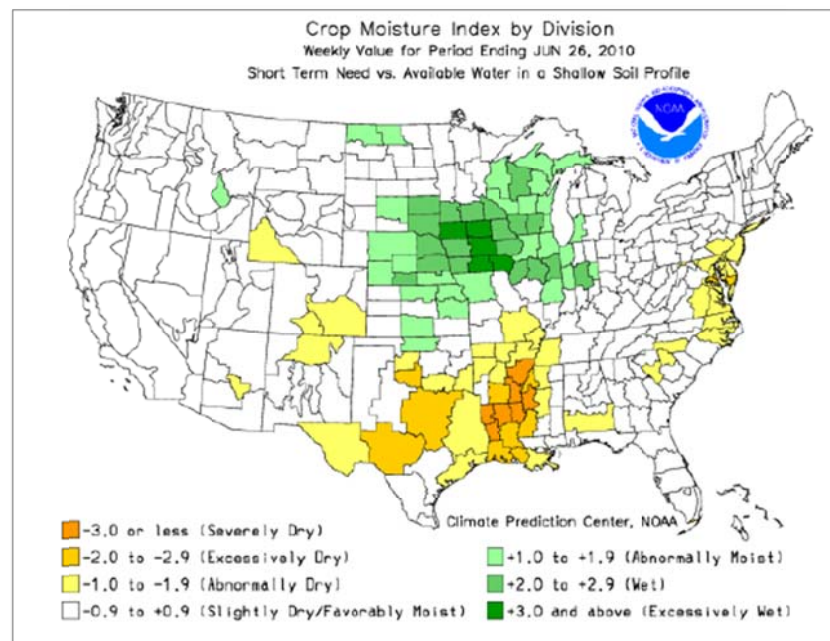 Crop Moisture Index by Division
Weekly Value for Period Ending JUN 26, 2010
Short Term Need vs. Available Water in a Shallow Soil Profile
NOAA
-3.0 or less (Severely Dry)
-2.0 to -2.9 (Excessively Dry)
-1.0 to -1.9 (Abnormally Dry)
-0.9 to +0.9 (Slightly Dry/Favorably Moist)
Climate Prediction Center, NOAA
+1.0 to +1.9 (Abnormally Moist)
+2.0 to +2.9 (Wet)
+3.0 and above (Excessively Wet)